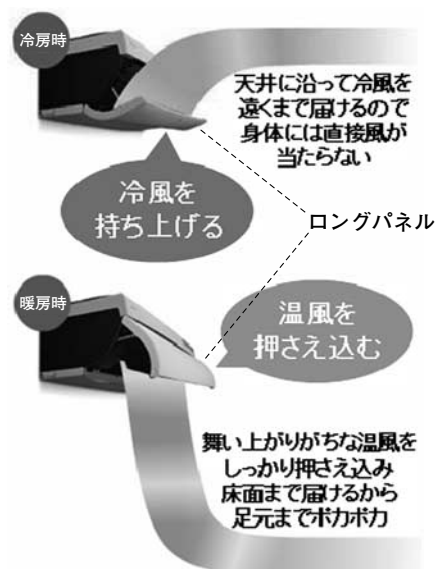 冷房時
天井に沿って冷風を
遠くまで届けるので
身体には直接風が
当たらない
冷風を
持ち上げる
ロングパネル
暖房時
温風を
押さえ込む
舞い上がりがちな温風を
しっかり押さえ込み
床面まで届けるから
足元までポカポカ